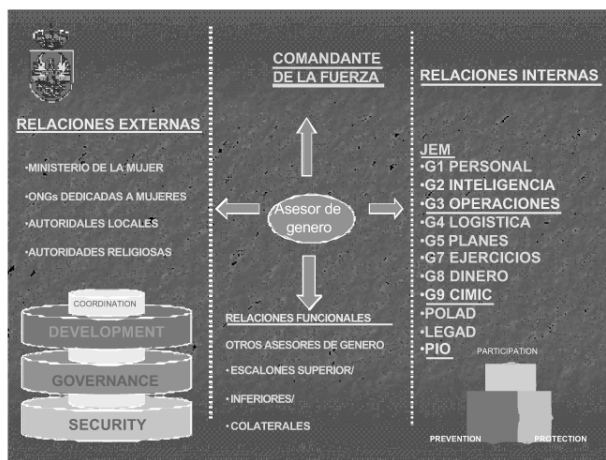 RELACIONES EXTERNAS
•MINISTERIO DE LA MUJER
•ONGs DEDICADAS A MUJERES
•AUTORIDALES LOCALES
•AUTORIDADES RELIGIOSAS
COORDINATION
DEVELOPMENT
GOVERNANCE
SECURITY
COMANDANTE
DE LA FUERZA
Asesor de
genero
RELACIONES FUNCIONALES
OTROS ASESORES DE GENERO
•ESCALONES SUPERIOR/
INFERIORES/
•COLATERALES
RELACIONES INTERNAS
JEM
•G1 PERSONAL
•G2 INTELIGENCIA
•G3 OPERACIONES
•G4 LOGISTICA
•G5 PLANES
•G7 EJERCICIOS
•G8 DINERO
•G9 CIMIC
•POLAD
•LEGAD
•PIO
PARTICIPATION
PREVENTION
PROTECTION